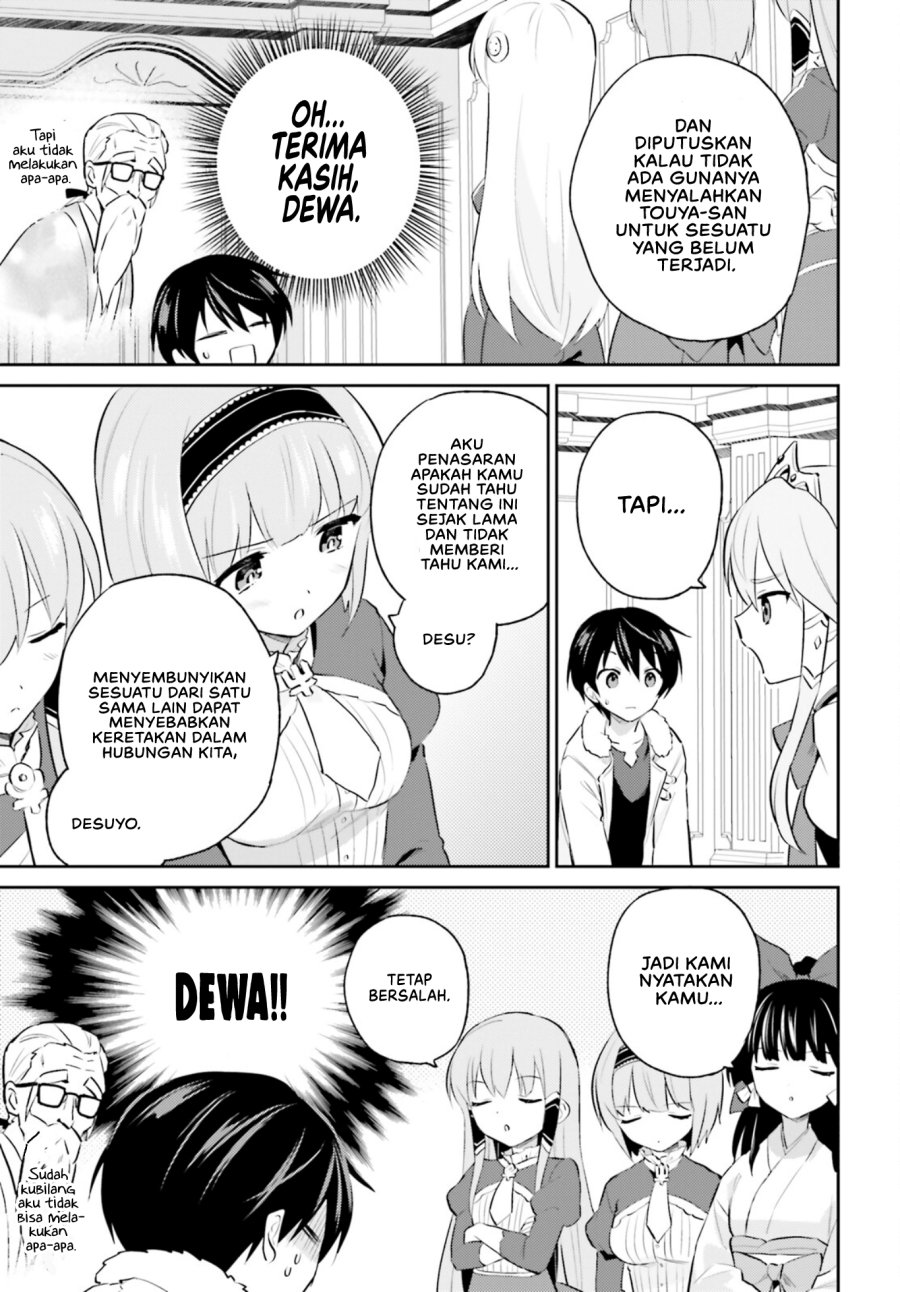 DAN
DIPUTUSKAN
KALAU TIDAK
ADA GUNANYA
MENYALAHKAN
TOUYA-SAN
UNTUK SESUATU
YANG BELUM
TERJADI.
OH...
TERIMA
KASIH,
DEWA.
Tapi
aku tidak
melakukan
apa-apa.
TAPI...
AKU
PENASARAN
APAKAH KAMU
SUDAH TAHU
TENTANG INI
SEJAK LAMA
DAN TIDAK
MEMBERI
TAHU KAMI...
DESU?
MENYEMBUNYIKAN
SESUATU DARI SATU
SAMA LAIN DAPAT
MENYEBABKAN
KERETAKAN DALAM
HUBUNGAN KITA,
DESUYO.
JADI KAMI
NYATAKAN
KAMU...
TETAP
BERSALAH.
DEWA!!
Sudah
kubilang
aku tidak
bisa mela-
kukan
apa-apa.